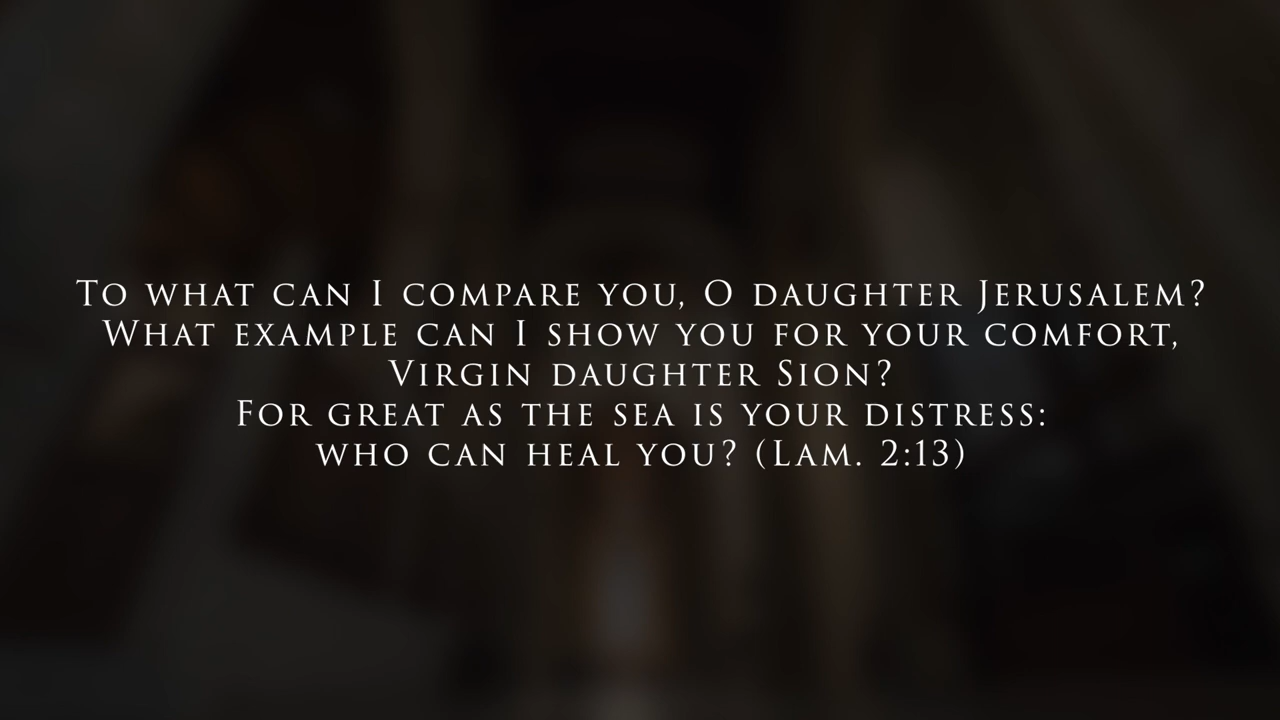 To what can I compare you, O daughter Jerusalem?
What example can I show you for your comfort,
Virgin daughter Sion?
For great as the sea is your distress:
who can heal you? (Lam. 2:13)